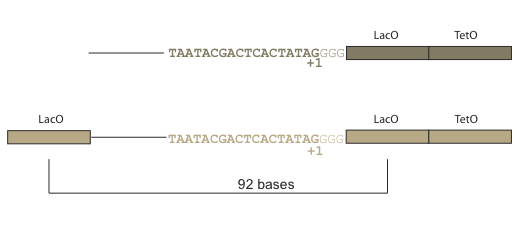 LacO TetO
TAATACGACTCACTATAGGGG
+1
LacO LacO TetO
TAATACGACTCACTATAGGGG
+1
92 bases